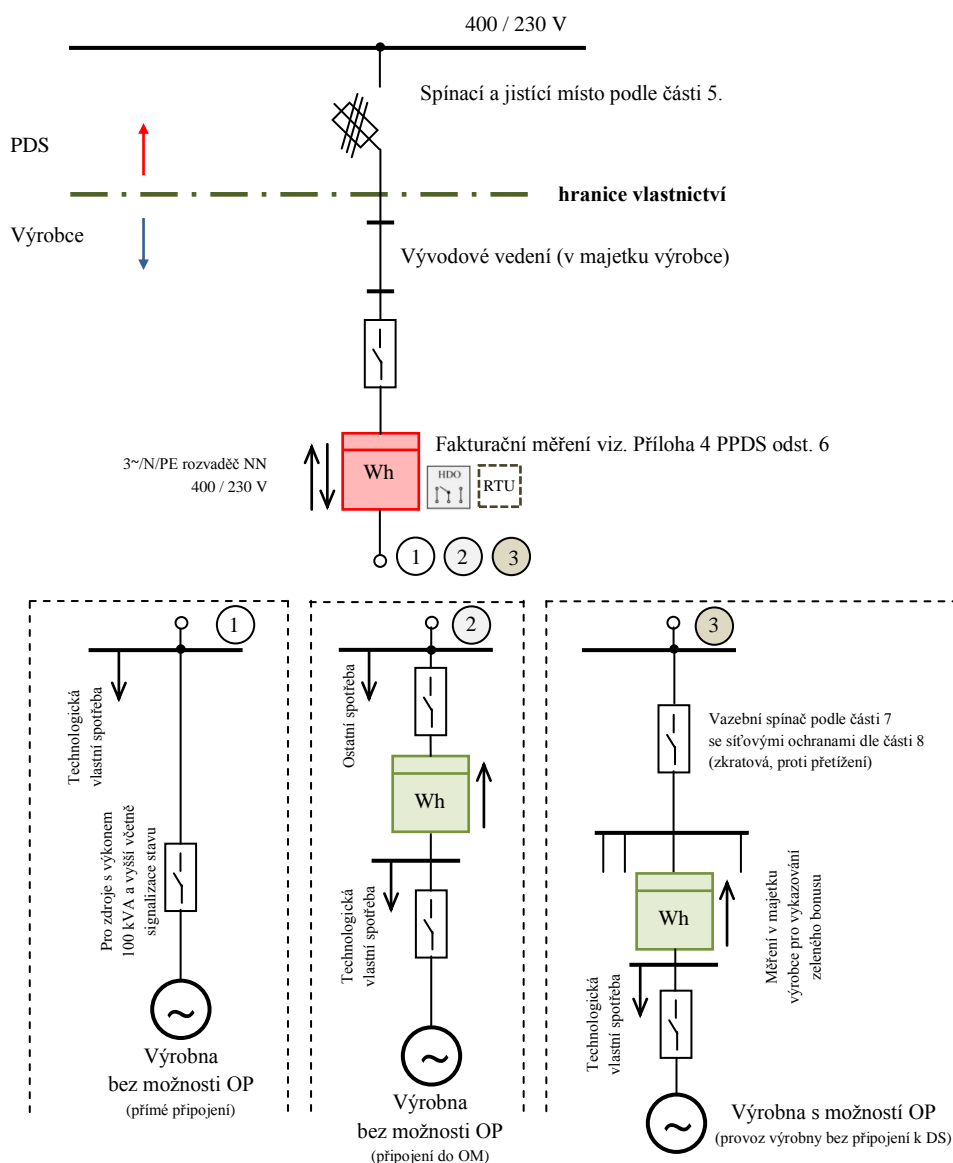 400 / 230 V
Spínací a jistící místo podle části 5.
PDS
hranice vlastnictví
Výrobce
Vývodové vedení (v majetku výrobce)
Fakturační měření viz. Příloha 4 PPDS odst. 6
3~/N/PE rozvaděč NN
400 / 230 V
Wh
HDO
RTU
1
2
3
1
Technologická
vlastní spotřeba
Pro zdroje s výkonem
100 kVA a vyšší včetně
signalizace stavu
~
Výrobna
bez možnosti OP
(přímé připojení)
2
Ostatní spotřeba
Wh
Technologická
vlastní spotřeba
~
Výrobna
bez možnosti OP
(připojení do OM)
3
Vazební spínač podle části 7
se síťovými ochranami dle části 8
(zkratová, proti přetížení)
Wh
Měření v majetku
výrobce pro vykazování
zeleného bonusu
Technologická
vlastní spotřeba
~
Výrobna s možností OP
(provoz výrobny bez připojení k DS)